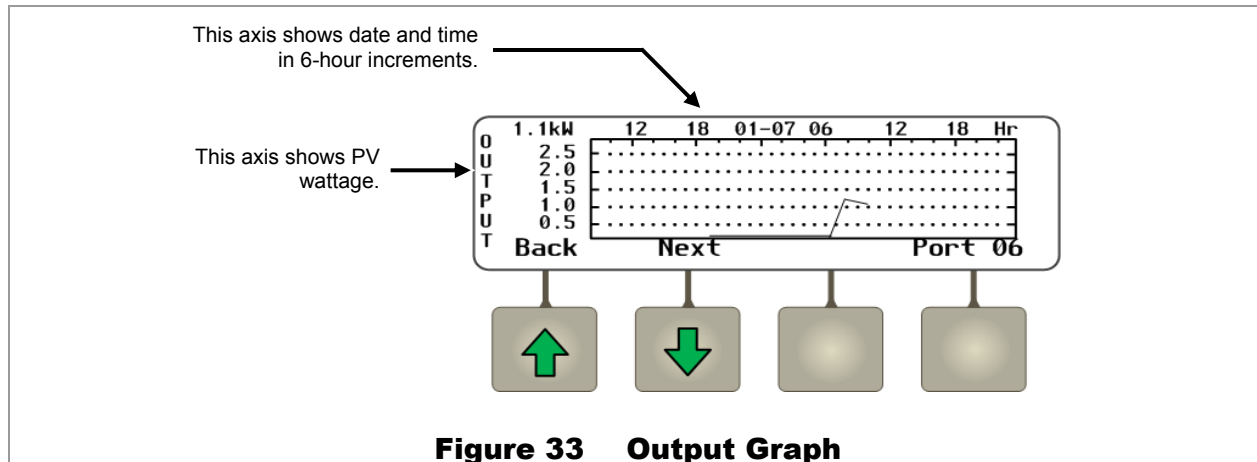 This axis shows date and time
in 6-hour increments.
This axis shows PV
wattage.
OUTPUT
1.1kW 12 18 01-07 06 12 18 Hr
2.5
2.0
1.5
1.0
0.5
Back Next Port 06
Figure 33 Output Graph